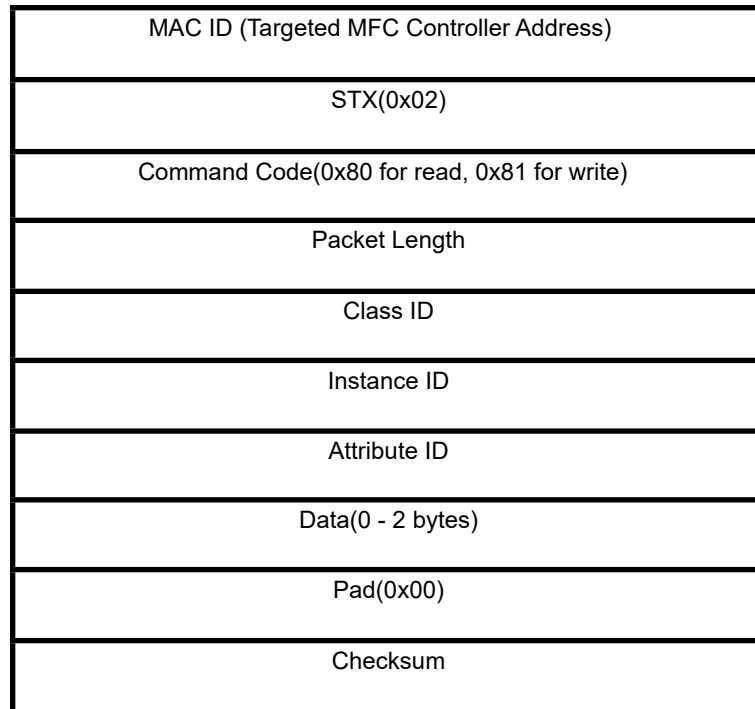 MAC ID (Targeted MFC Controller Address)
STX(0x02)
Command Code(0x80 for read, 0x81 for write)
Packet Length
Class ID
Instance ID
Attribute ID
Data(0 - 2 bytes)
Pad(0x00)
Checksum